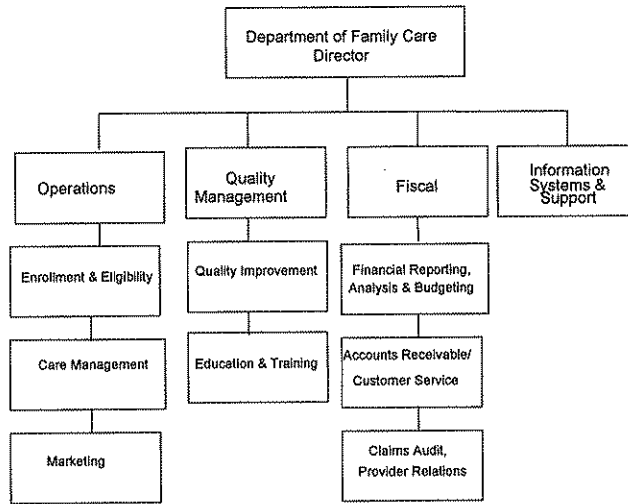 Department of Family Care
Director
Operations
Quality
Management
Fiscal
Information
Systems &
Support
Enrollment & Eligibility
Quality Improvement
Financial Reporting,
Analysis & Budgeting
Care Management
Education & Training
Accounts Receivable/
Customer Service
Marketing
Claims Audit,
Provider Relations